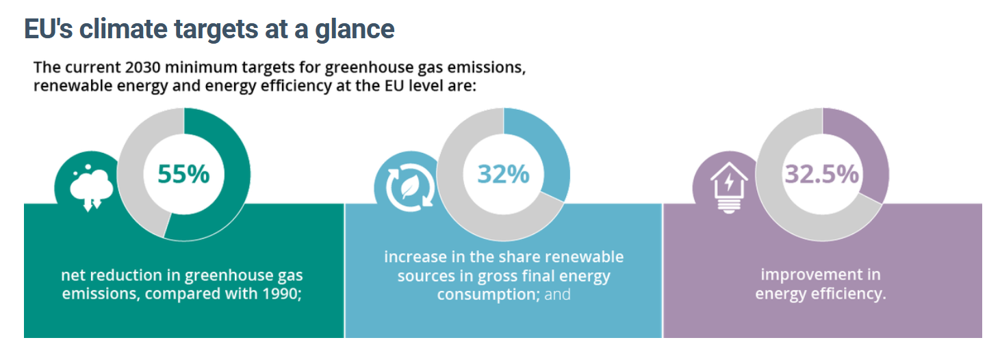 EU's climate targets at a glance
The current 2030 minimum targets for greenhouse gas emissions,
renewable energy and energy efficiency at the EU level are:
55%
net reduction in greenhouse gas
emissions, compared with 1990;
32%
increase in the share renewable
sources in gross final energy
consumption; and
32.5%
improvement in
energy efficiency.